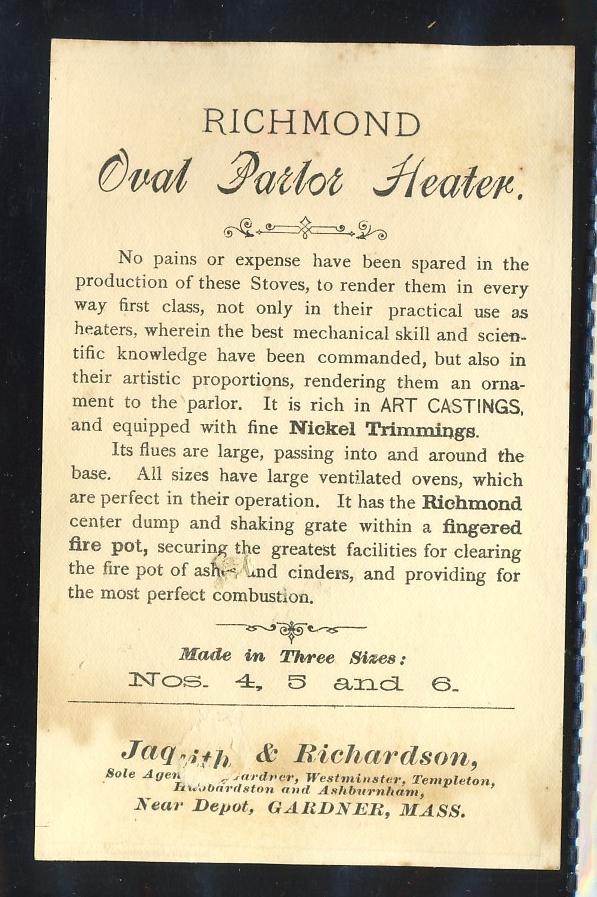 RICHMOND
Oval Parlor Heater.
No pains or expense have been spared in the
production of these Stoves, to render them in every
way first class, not only in their practical use as
heaters, wherein the best mechanical skill and scien-
tific knowledge have been commanded, but also in
their artistic proportions, rendering them an orna-
ment to the parlor. It is rich in ART CASTINGS,
and equipped with fine Nickel Trimmings.
Its flues are large, passing into and around the
base. All sizes have large ventilated ovens, which
are perfect in their operation. It has the Richmond
center dump and shaking grate within a fingered
fire pot, securing the greatest facilities for clearing
the fire pot of ashes and cinders, and providing for
the most perfect combustion.
Made in Three Sizes:
Nos. 4, 5 and 6.
& Richardson,
Sole Gardner, Westminster, Templeton,
Hubbardston and Ashburnham,
Near Depot, GARDNER, MASS.